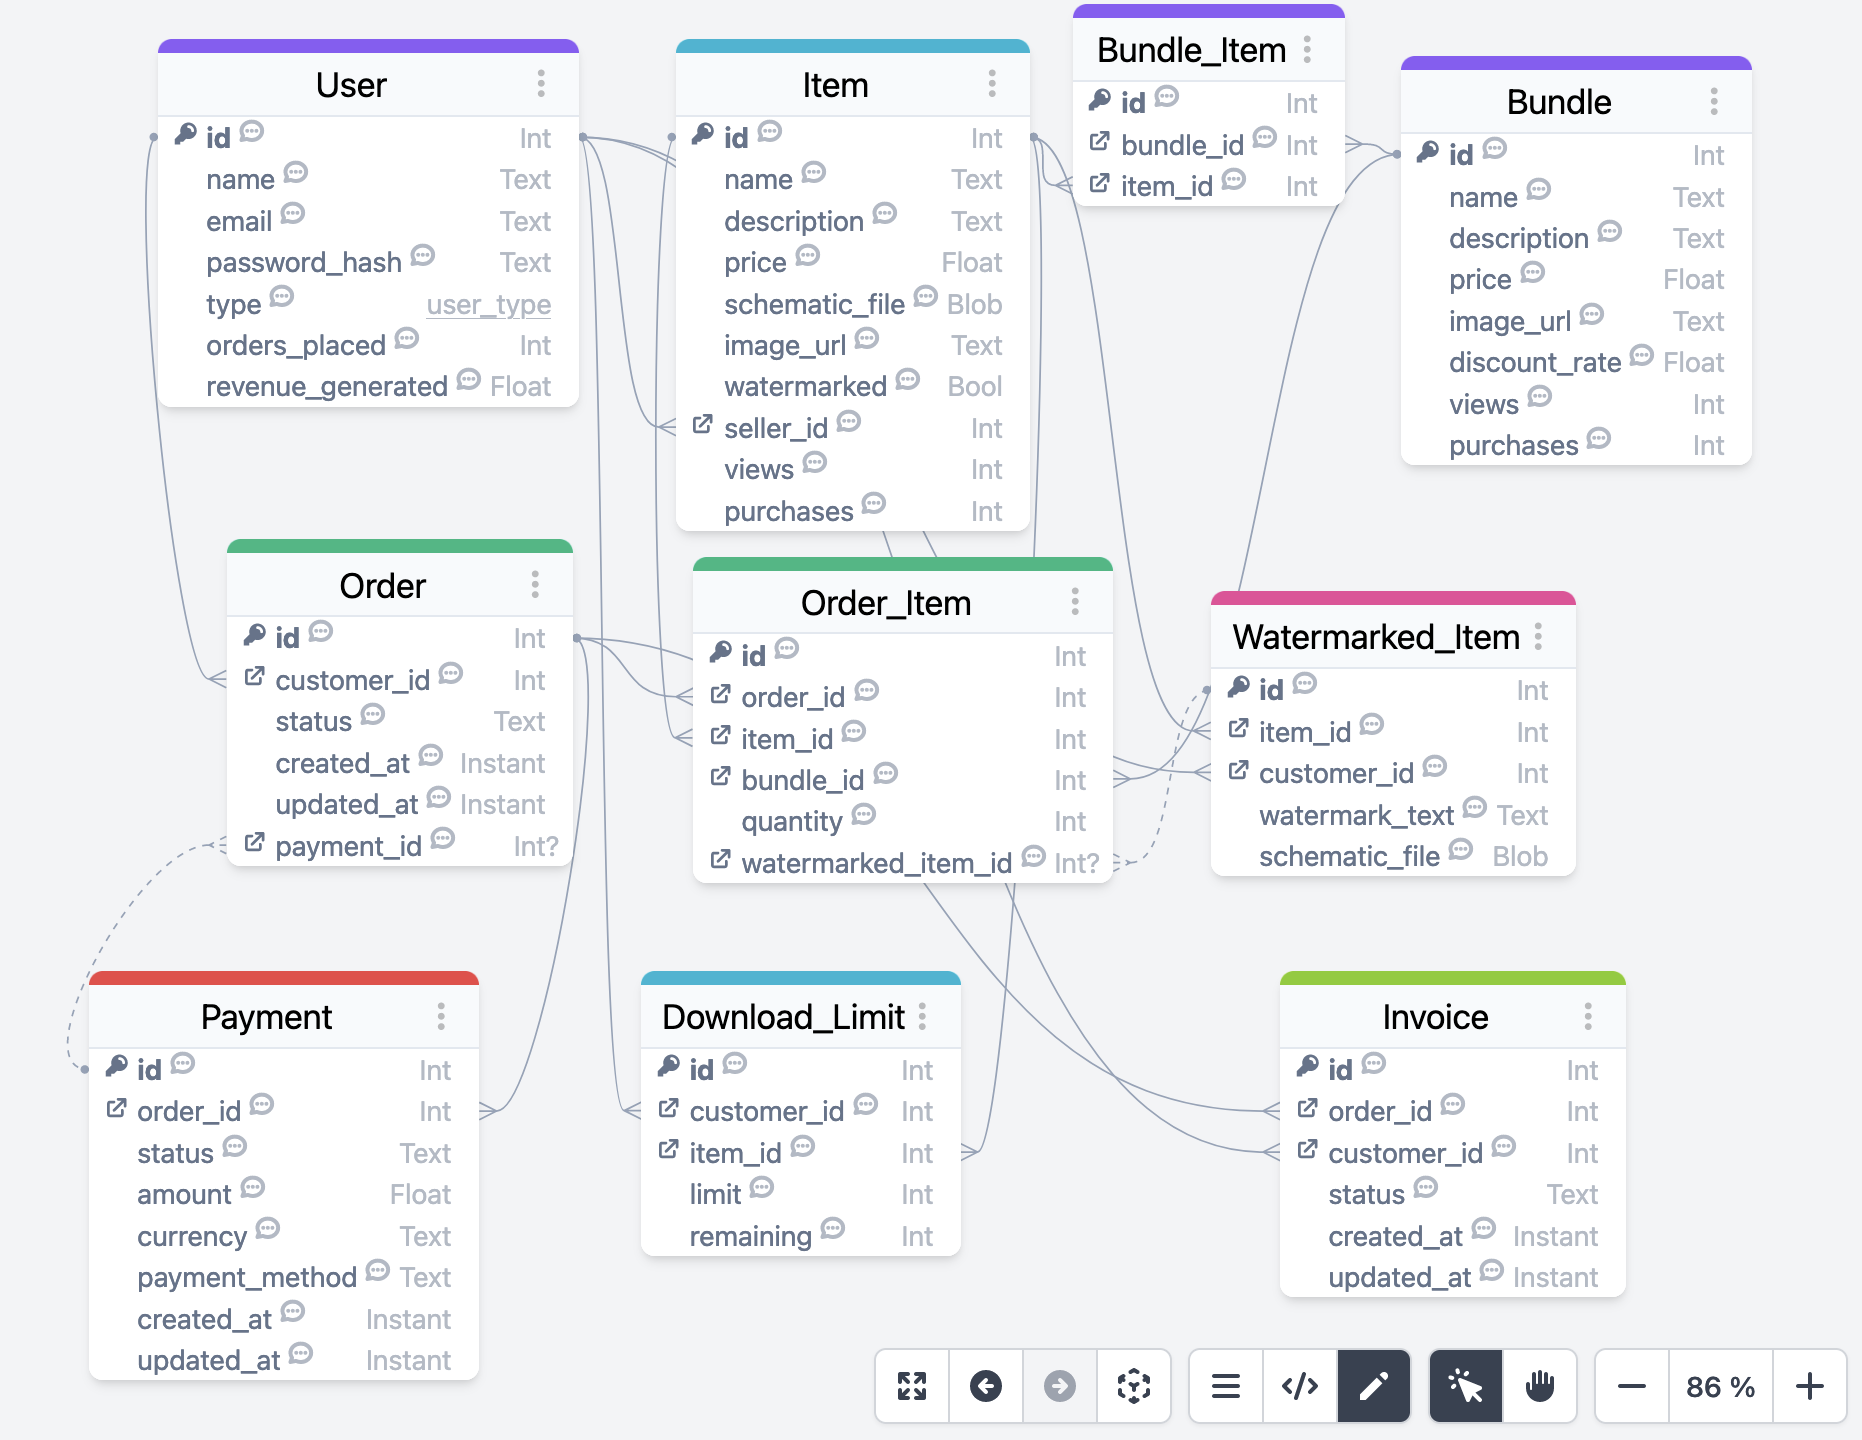 User
id Int
name Text
email Text
password_hash Text
type user_type
orders_placed Int
revenue_generated Float
Item
id Int
name Text
description Text
price Float
schematic_file Blob
image_url Text
watermarked Bool
seller_id Int
views Int
purchases Int
Bundle_Item
id Int
bundle_id Int
item_id Int
Bundle
id Int
name Text
description Text
price Float
image_url Text
discount_rate Float
views Int
purchases Int
Order
id Int
customer_id Int
status Text
created_at Instant
updated_at Instant
payment_id Int?
Order_Item
id Int
order_id Int
item_id Int
bundle_id Int
quantity Int
watermarked_item_id Int?
Watermarked_Item
id Int
item_id Int
customer_id Int
watermark_text Text
schematic_file Blob
Payment
id Int
order_id Int
status Text
amount Float
currency Text
payment_method Text
created_at Instant
updated_at Instant
Download_Limit
id Int
customer_id Int
item_id Int
limit Int
remaining Int
Invoice
id Int
order_id Int
customer_id Int
status Text
created_at Instant
updated_at Instant
86 %